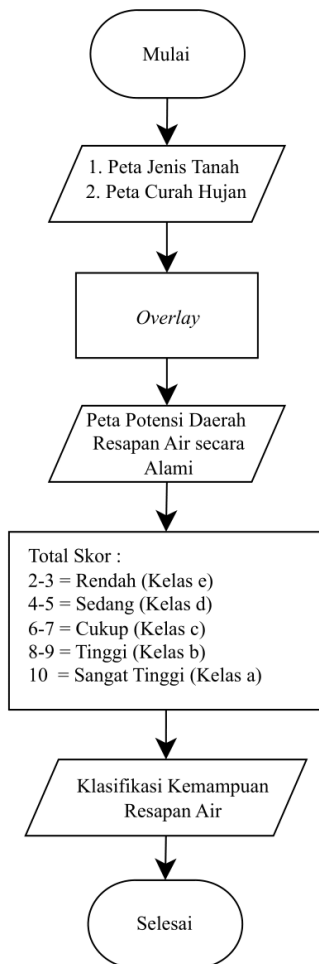 Mulai
1. Peta Jenis Tanah
2. Peta Curah Hujan
Overlay
Peta Potensi Daerah
Resapan Air secara
Alami
Total Skor :
2-3 = Rendah (Kelas e)
4-5 = Sedang (Kelas d)
6-7 = Cukup (Kelas c)
8-9 = Tinggi (Kelas b)
10 = Sangat Tinggi (Kelas a)
Klasifikasi Kemampuan
Resapan Air
Selesai